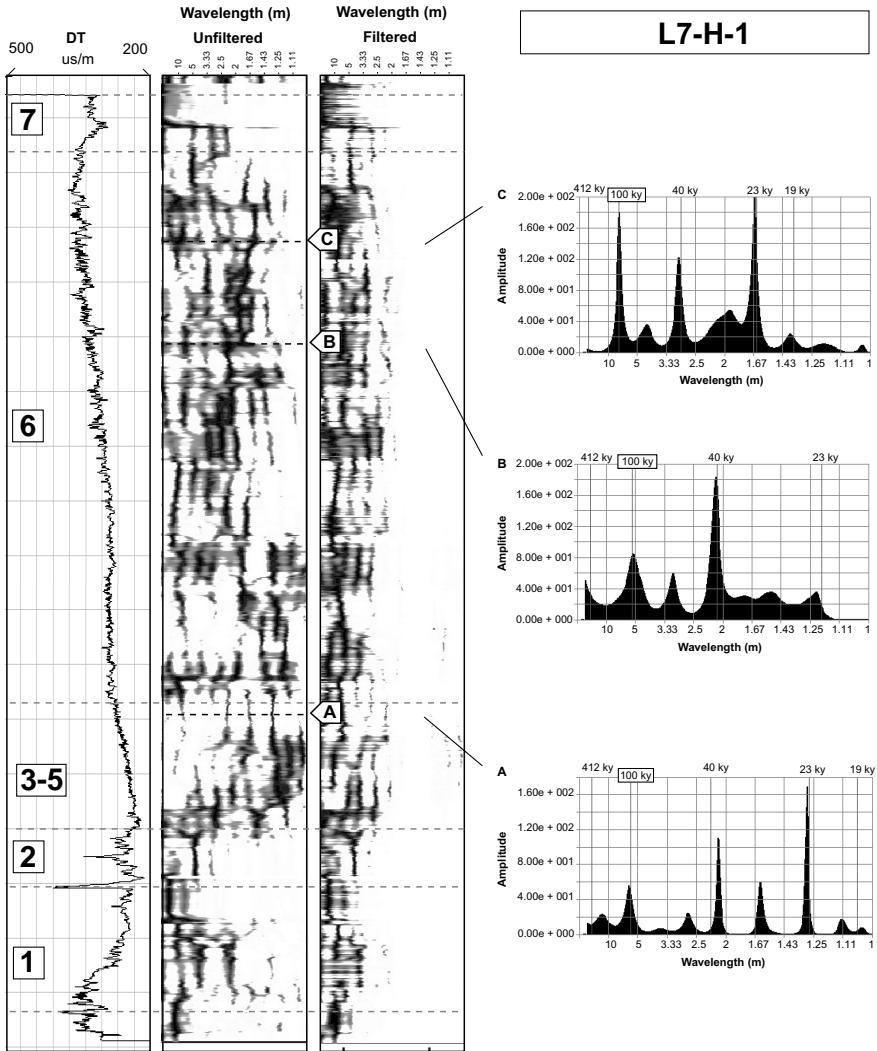 Wavelength (m)
Wavelength (m)
L7-H-1
DT
Unfiltered
Filtered
500
200
us/m
10 5 3.33 2.5 2 1.67 1.43 1.25 1.11
10 5 3.33 2.5 2 1.67 1.43 1.25 1.11
7
6
3-5
2
1
C
B
A
C
412 ky
100 ky
40 ky
23 ky
19 ky
Amplitude
2.00e + 002
1.60e + 002
1.20e + 002
8.00e + 001
4.00e + 001
0.00e + 000
10 5 3.33 2.5 2 1.67 1.43 1.25 1.11 1
Wavelength (m)
B
412 ky
100 ky
40 ky
23 ky
Amplitude
2.00e + 002
1.60e + 002
1.20e + 002
8.00e + 001
4.00e + 001
0.00e + 000
10 5 3.33 2.5 2 1.67 1.43 1.25 1.11 1
Wavelength (m)
A
412 ky
100 ky
40 ky
23 ky
19 ky
Amplitude
1.60e + 002
1.20e + 002
8.00e + 001
4.00e + 001
0.00e + 000
10 5 3.33 2.5 2 1.67 1.43 1.25 1.11 1
Wavelength (m)